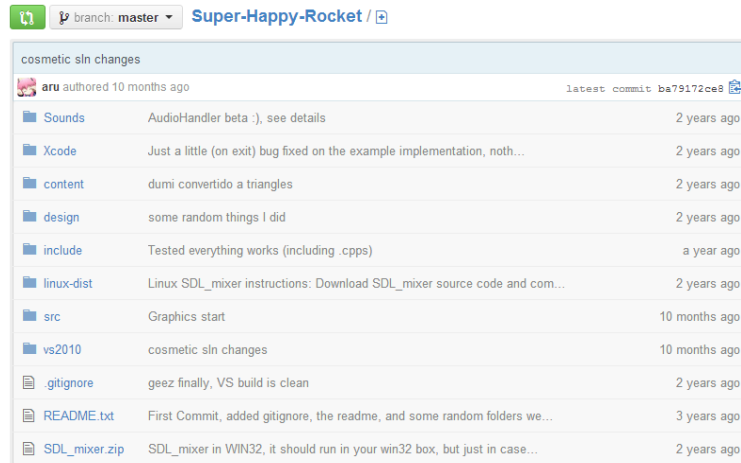 branch: master Super-Happy-Rocket /
cosmetic sln changes
aru authored 10 months ago latest commit ba79172ce8
Sounds AudioHandler beta :), see details 2 years ago
Xcode Just a little (on exit) bug fixed on the example implementation, noth… 2 years ago
content dumi convertido a triangles 2 years ago
design some random things I did 2 years ago
include Tested everything works (including .cpps) a year ago
linux-dist Linux SDL_mixer instructions: Download SDL_mixer source code and com… 2 years ago
src Graphics start 10 months ago
vs2010 cosmetic sln changes 10 months ago
.gitignore geez finally, VS build is clean 2 years ago
README.txt First Commit, added gitignore, the readme, and some random folders we… 3 years ago
SDL_mixer.zip SDL_mixer in WIN32, it should run in your win32 box, but just in case… 2 years ago